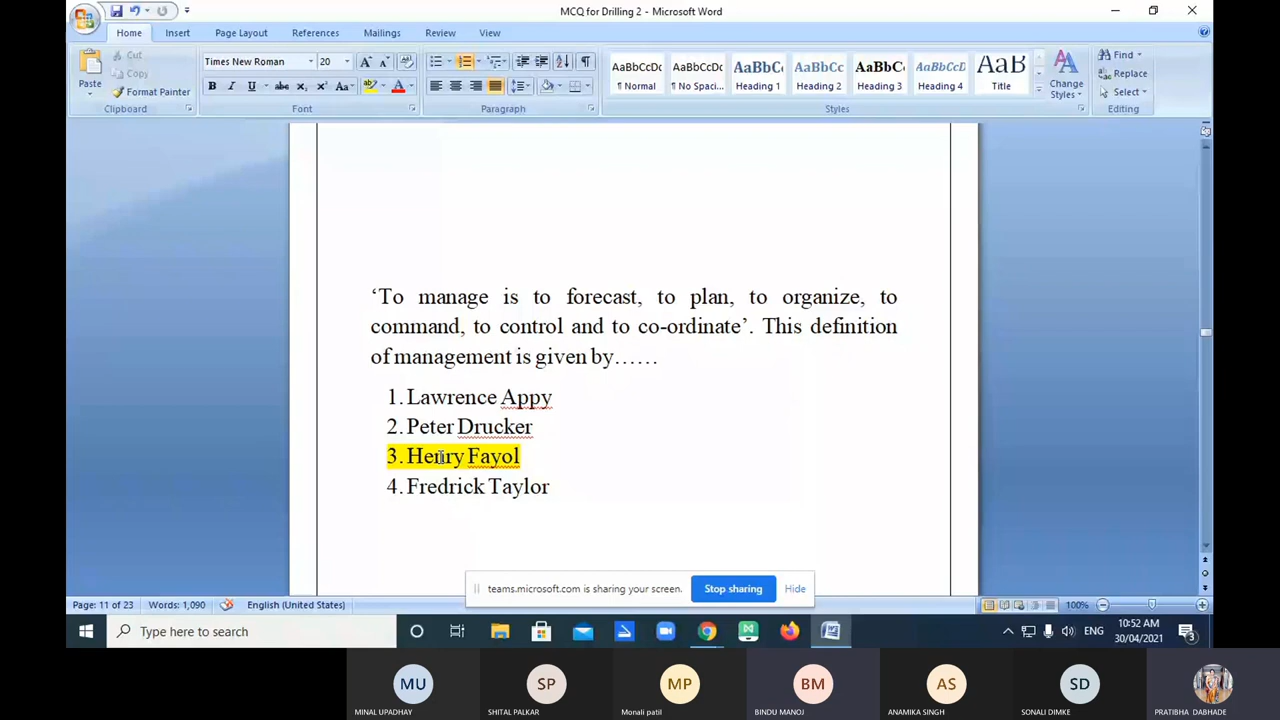 MCQ for Drilling 2 - Microsoft Word
Home Insert Page Layout References Mailings Review View
Paste
Cut
Copy
Format Painter
Clipboard
Times New Roman 20
Font
Paragraph
AaBbCcDc AaBbCcDc AaBbC AaBbCc AaBbCc AaBbCcD AaB
¶ Normal ¶ No Spaci... Heading 1 Heading 2 Heading 3 Heading 4 Title
Change Styles
Styles
Find
Replace
Select
Editing
‘To manage is to forecast, to plan, to organize, to
command, to control and to co-ordinate’. This definition
of management is given by……
1. Lawrence Appy
2. Peter Drucker
3. Henry Fayol
4. Fredrick Taylor
teams.microsoft.com is sharing your screen. Stop sharing Hide
Page: 11 of 23 Words: 1,090 English (United States) 100%
Type here to search
ENG
10:52 AM
30/04/2021
3
MU SP MP BM AS SD
MINAL UPADHAY SHITAL PALKAR Monali patil BINDU MANOJ ANAMIKA SINGH SONALI DIMKE PRATIBHA DABHADE